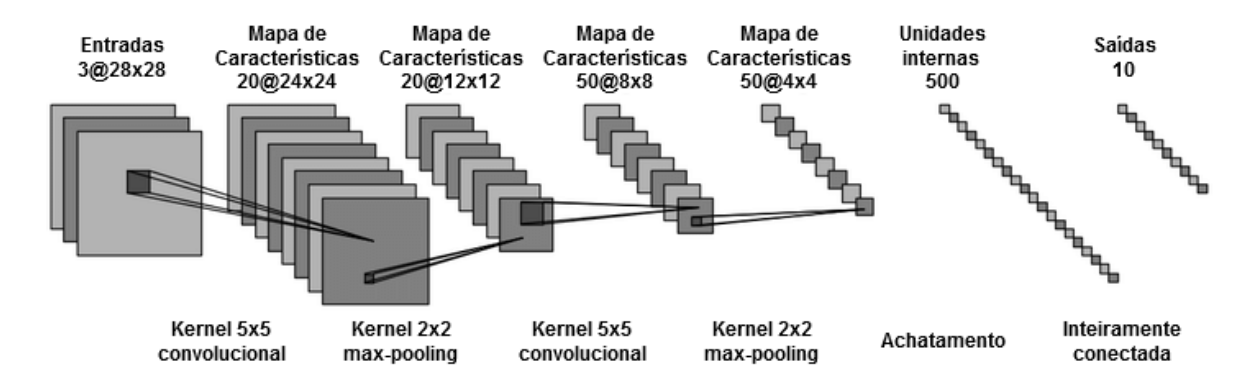 Entradas
3@28x28
Mapa de
Características
20@24x24
Mapa de
Características
20@12x12
Mapa de
Características
50@8x8
Mapa de
Características
50@4x4
Unidades
internas
500
Saídas
10
Kernel 5x5
convolucional
Kernel 2x2
max-pooling
Kernel 5x5
convolucional
Kernel 2x2
max-pooling
Achatamento
Inteiramente
conectada